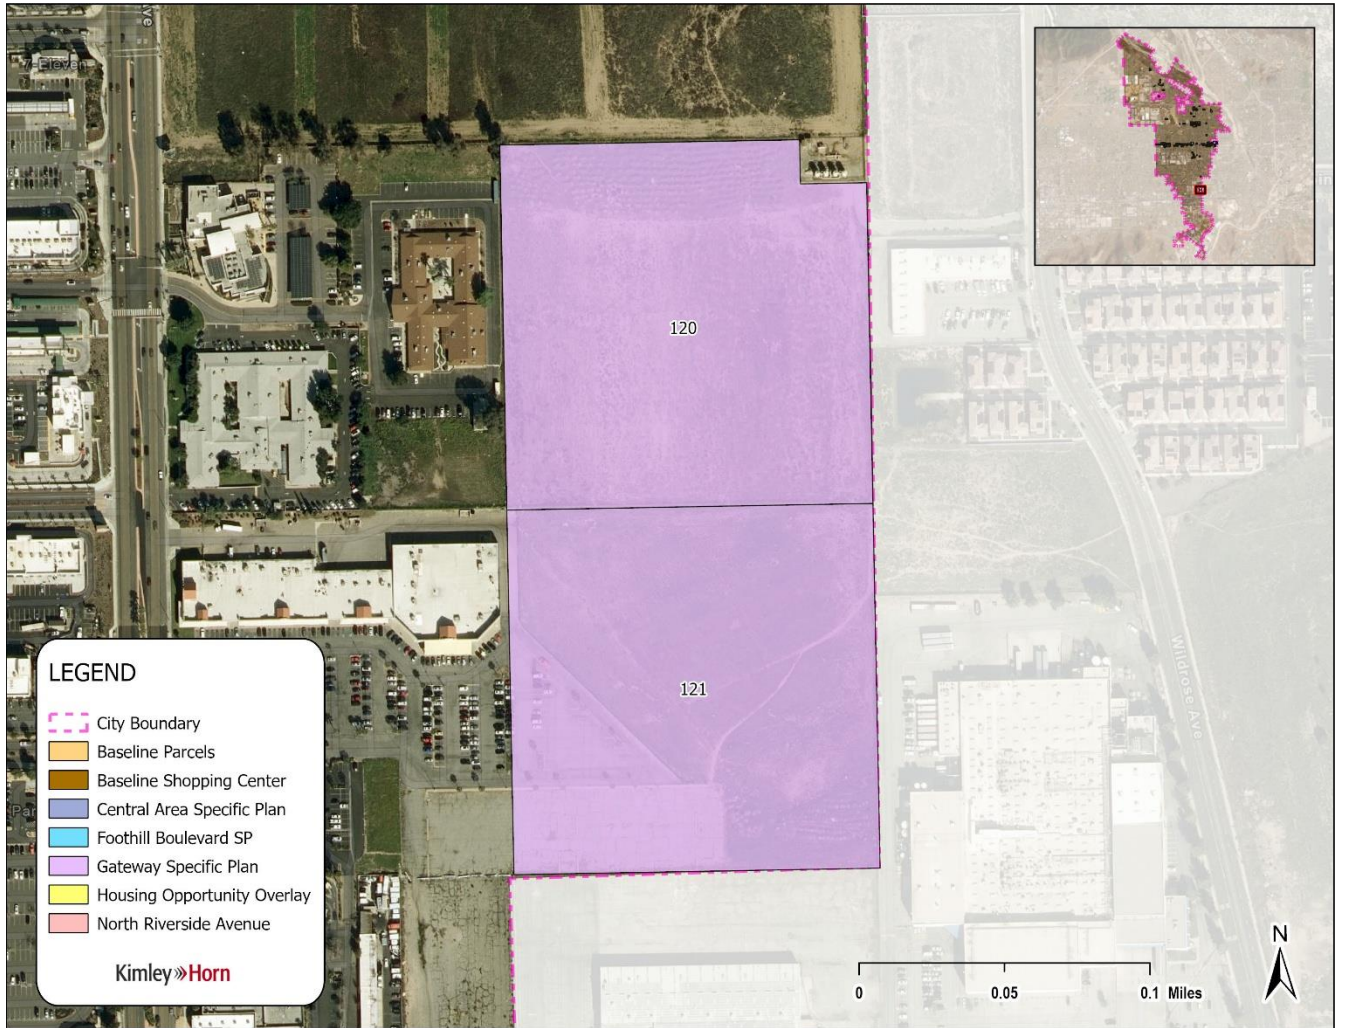 7-Eleven
Ave
120
121
Wildrose Ave
LEGEND
City Boundary
Baseline Parcels
Baseline Shopping Center
Central Area Specific Plan
Foothill Boulevard SP
Gateway Specific Plan
Housing Opportunity Overlay
North Riverside Avenue
Kimley»Horn
N
0 0.05 0.1 Miles